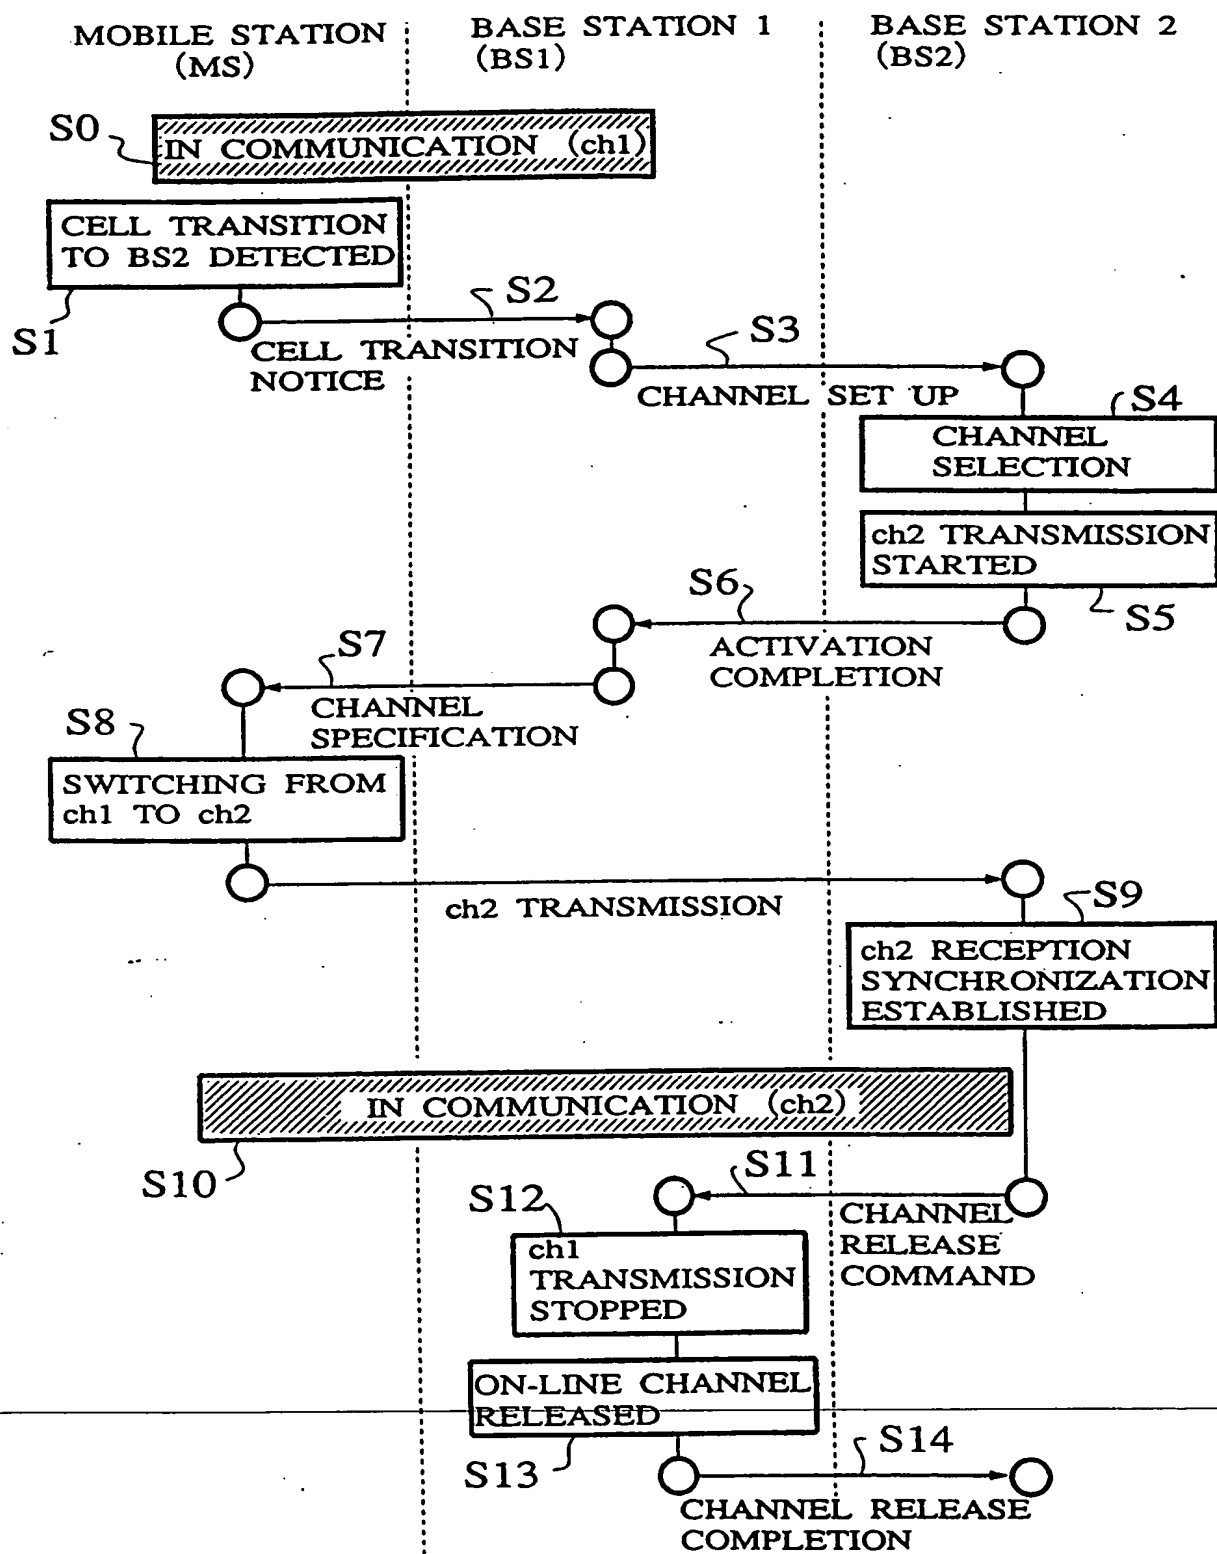 MOBILE STATION
(MS)
BASE STATION 1
(BS1)
BASE STATION 2
(BS2)
S0
IN COMMUNICATION (ch1)
CELL TRANSITION
TO BS2 DETECTED
S1
S2
CELL TRANSITION
NOTICE
S3
CHANNEL SET UP
S4
CHANNEL
SELECTION
ch2 TRANSMISSION
STARTED
S5
S6
ACTIVATION
COMPLETION
S7
CHANNEL
SPECIFICATION
S8
SWITCHING FROM
ch1 TO ch2
ch2 TRANSMISSION
S9
ch2 RECEPTION
SYNCHRONIZATION
ESTABLISHED
IN COMMUNICATION (ch2)
S10
S11
CHANNEL
RELEASE
COMMAND
S12
ch1
TRANSMISSION
STOPPED
ON-LINE CHANNEL
RELEASED
S13
S14
CHANNEL RELEASE
COMPLETION